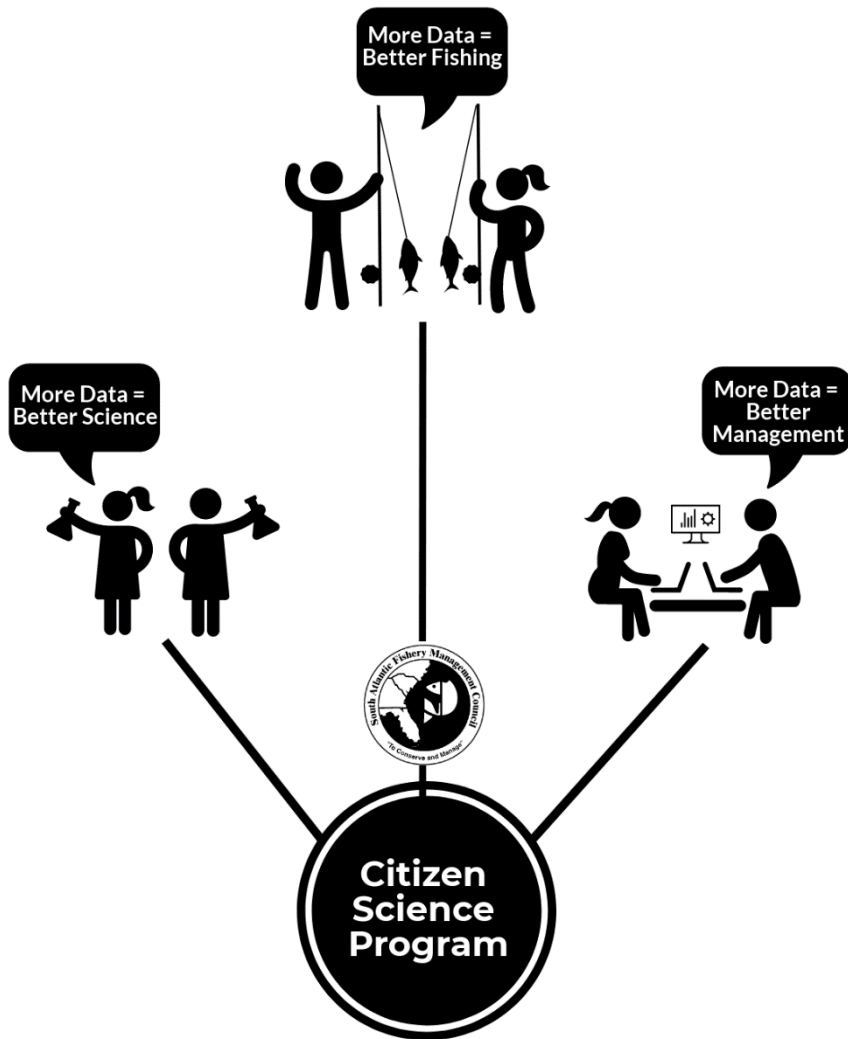 More Data =
Better Fishing
More Data =
Better Science
More Data =
Better
Management
South Atlantic Fishery Management Council
"To Conserve and Manage"
Citizen
Science
Program